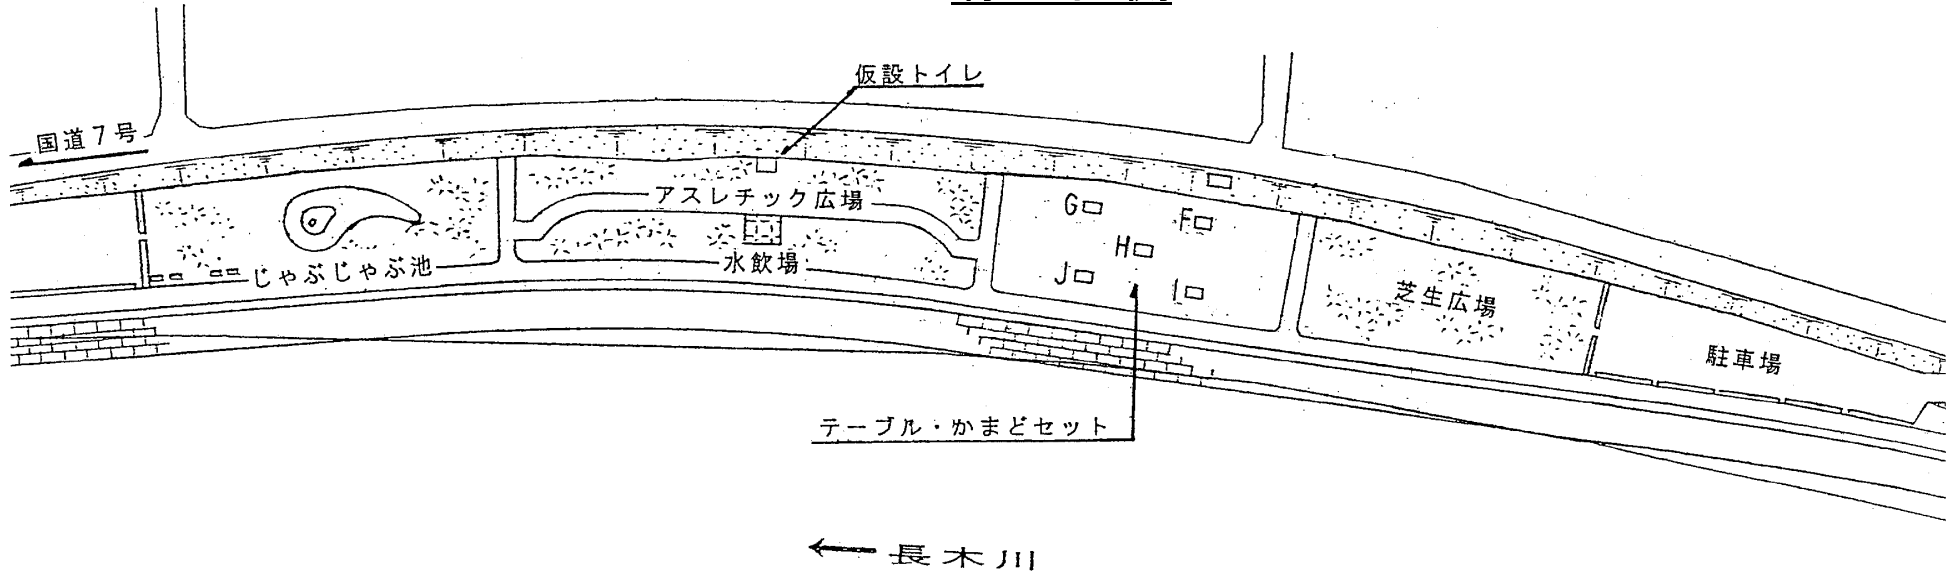 仮設トイレ
国道7号
アスレチック広場
G
F
H
J
I
じゃぶじゃぶ池
水飲場
芝生広場
駐車場
テーブル・かまどセット
← 長木川